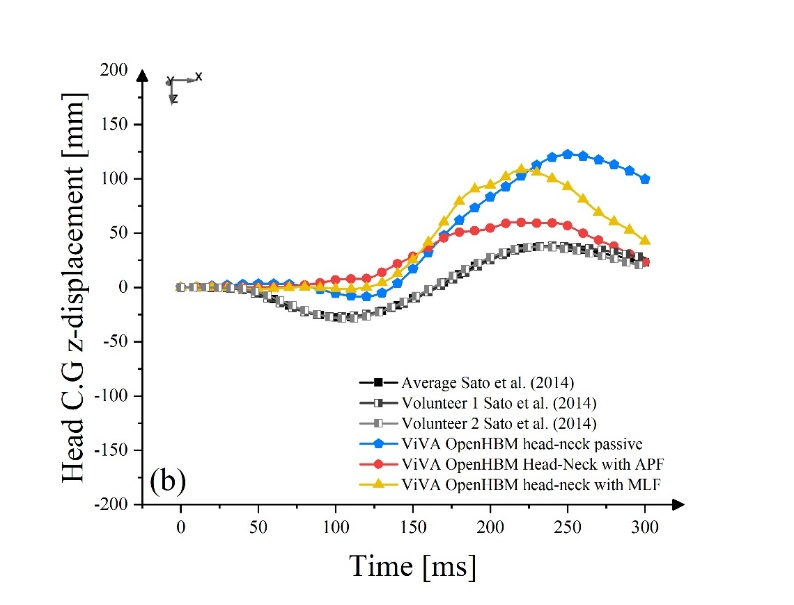 200
150
100
50
0
-50
-100
-150
-200
Head C.G z-displacement [mm]
Y X
Z
Average Sato et al. (2014)
Volunteer 1 Sato et al. (2014)
Volunteer 2 Sato et al. (2014)
ViVA OpenHBM head-neck passive
ViVA OpenHBM Head-Neck with APF
ViVA OpenHBM head-neck with MLF
(b)
0 50 100 150 200 250 300
Time [ms]